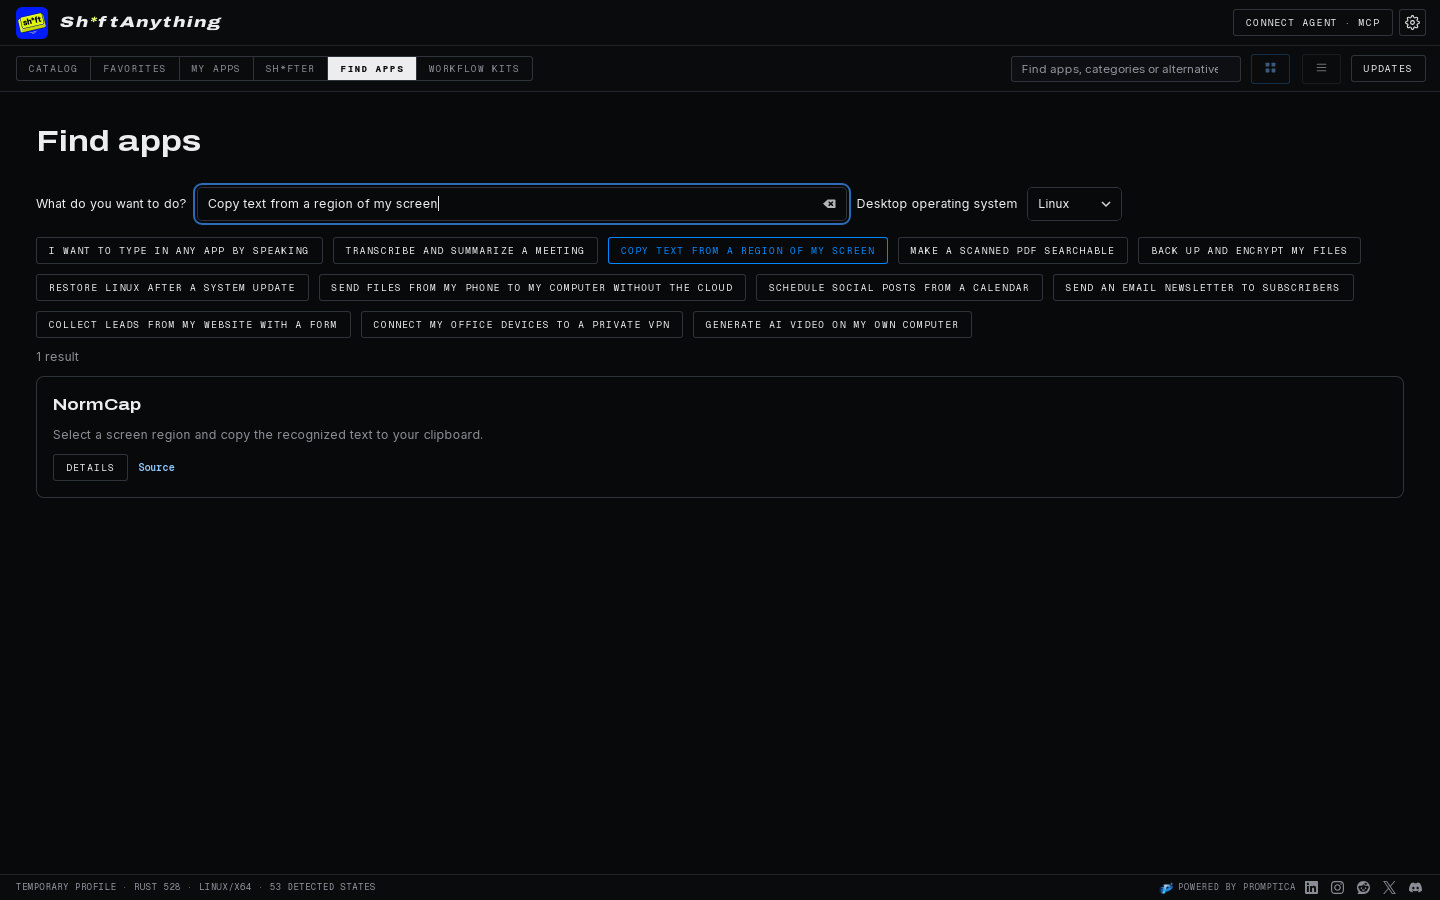 sh*ft Sh*ftAnything CONNECT AGENT · MCP
CATALOG FAVORITES MY APPS SH*FTER FIND APPS WORKFLOW KITS Find apps, categories or alternative UPDATES
Find apps
What do you want to do? Copy text from a region of my screen Desktop operating system Linux
I WANT TO TYPE IN ANY APP BY SPEAKING TRANSCRIBE AND SUMMARIZE A MEETING COPY TEXT FROM A REGION OF MY SCREEN MAKE A SCANNED PDF SEARCHABLE BACK UP AND ENCRYPT MY FILES
RESTORE LINUX AFTER A SYSTEM UPDATE SEND FILES FROM MY PHONE TO MY COMPUTER WITHOUT THE CLOUD SCHEDULE SOCIAL POSTS FROM A CALENDAR SEND AN EMAIL NEWSLETTER TO SUBSCRIBERS
COLLECT LEADS FROM MY WEBSITE WITH A FORM CONNECT MY OFFICE DEVICES TO A PRIVATE VPN GENERATE AI VIDEO ON MY OWN COMPUTER
1 result
NormCap
Select a screen region and copy the recognized text to your clipboard.
DETAILS Source
TEMPORARY PROFILE · RUST 528 · LINUX/X64 · 53 DETECTED STATES POWERED BY PROMPTICA